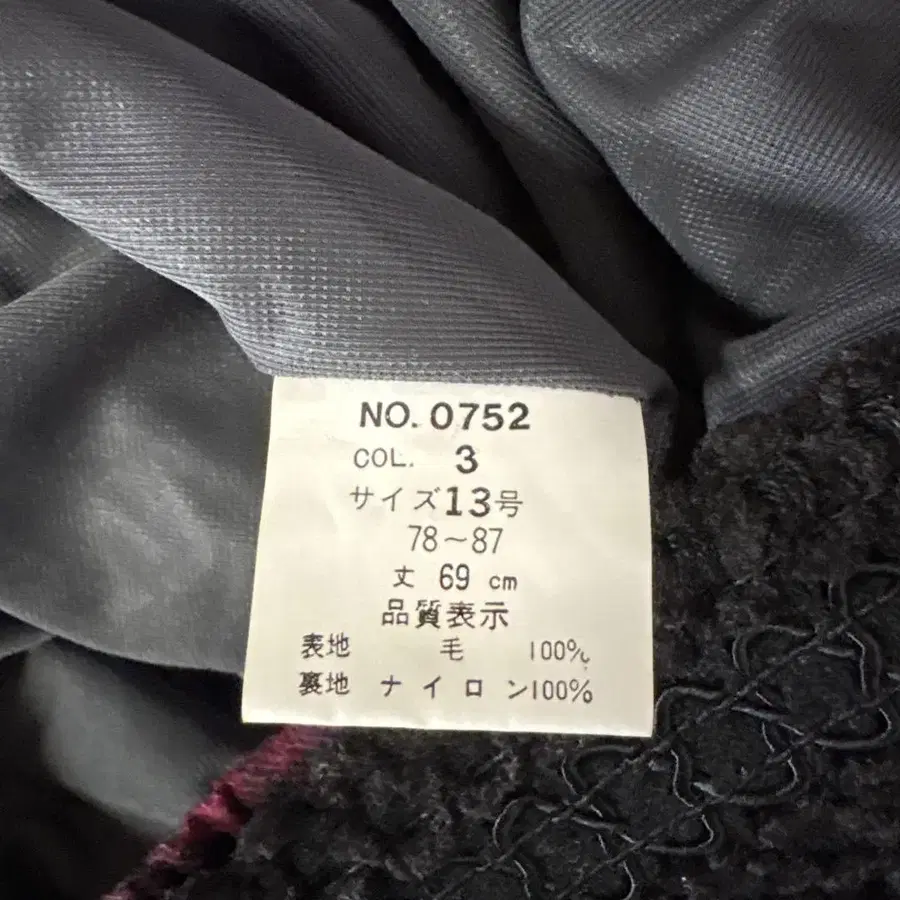 NO. 0752
COL. 3
サイズ13号
78～87
丈 69 cm
品質表示
表地 毛 100%
裏地 ナイロン100%